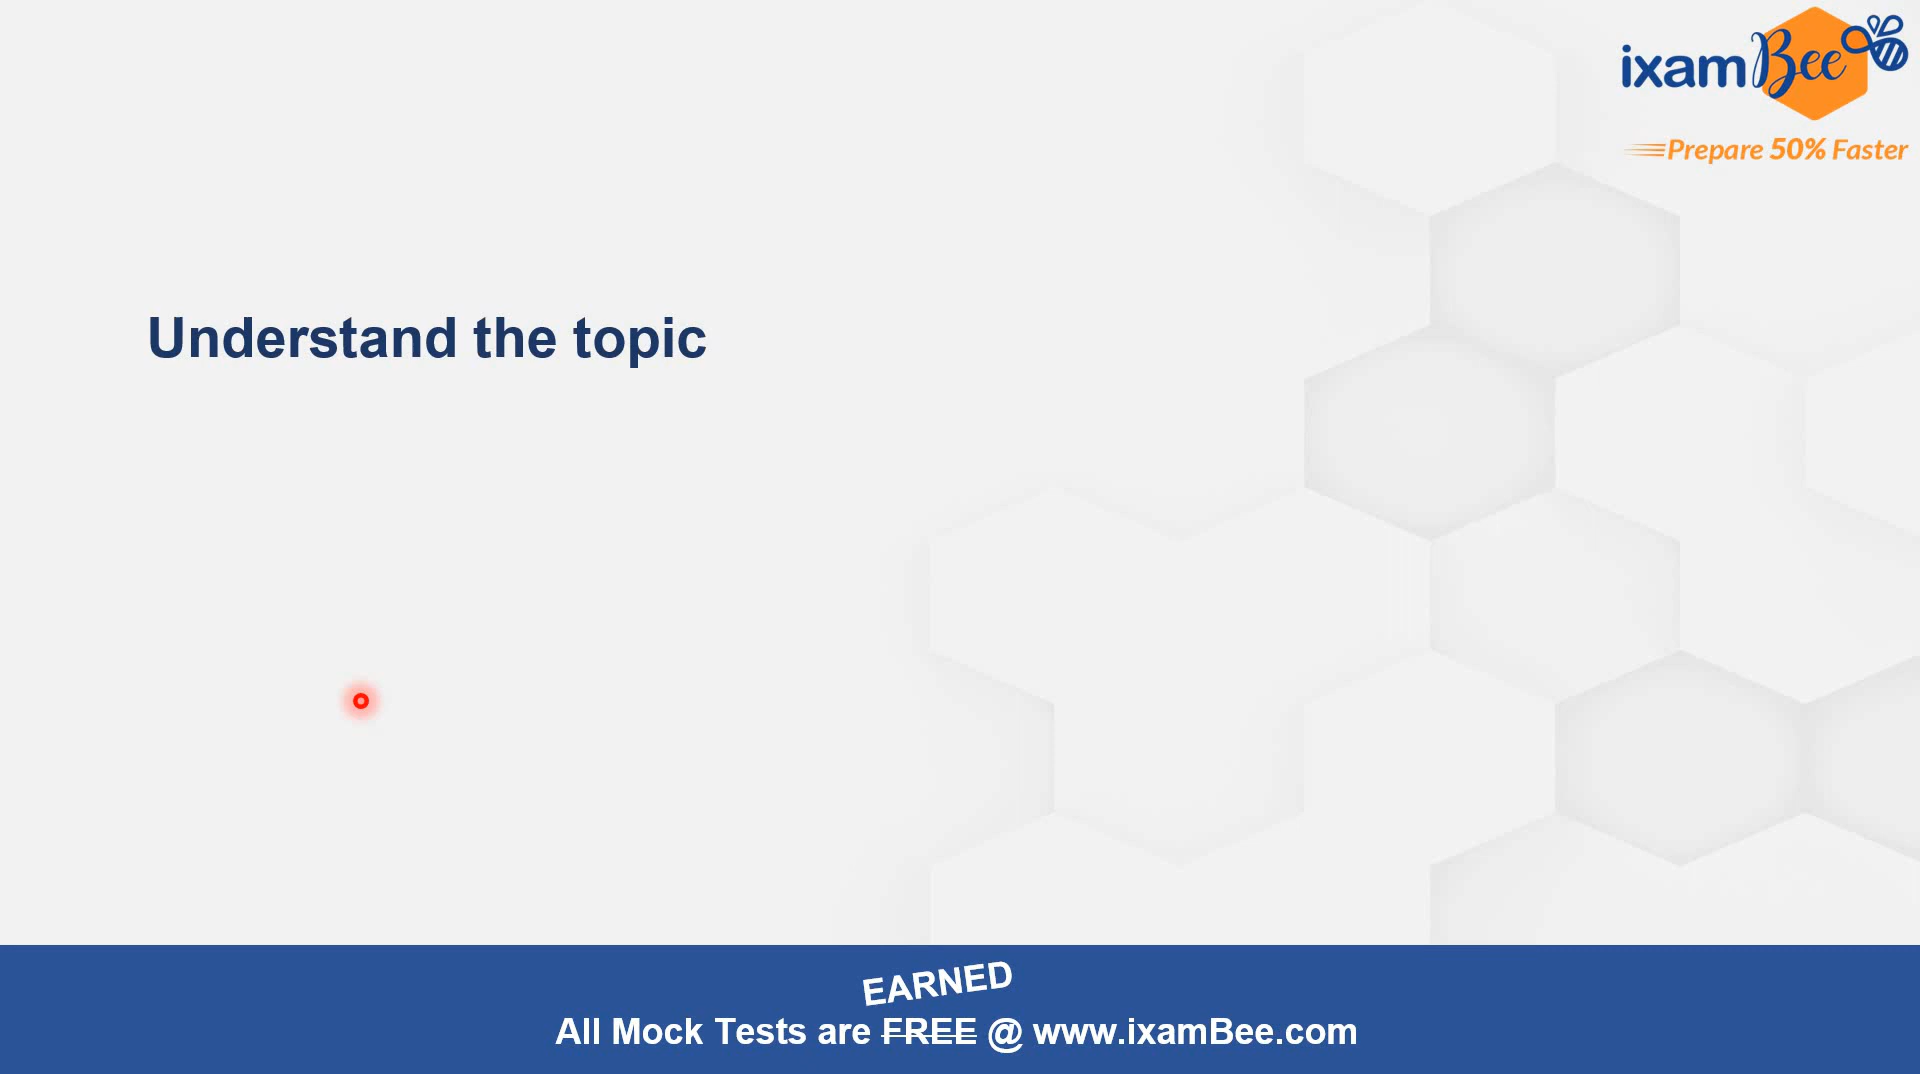 ixamBee
Prepare 50% Faster
Understand the topic
EARNED
All Mock Tests are FREE @ www.ixamBee.com